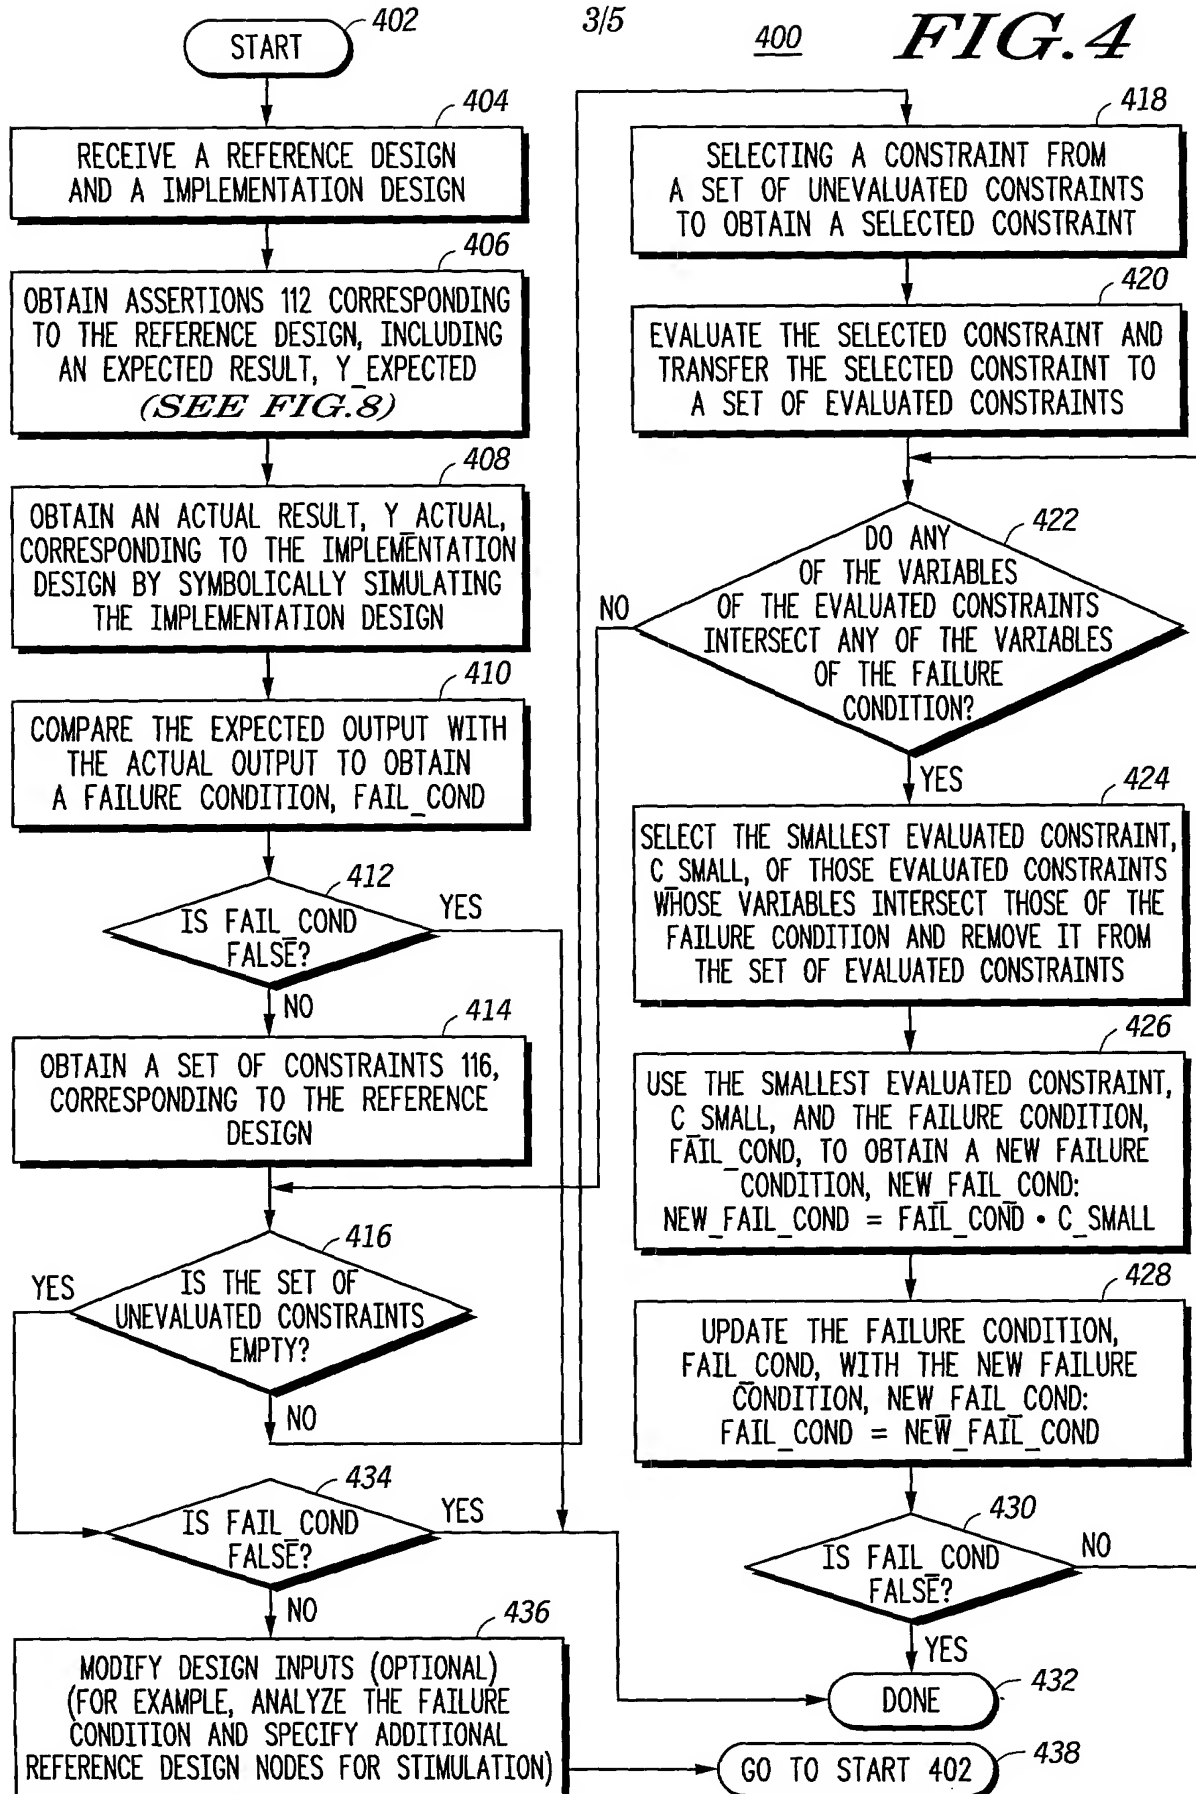 3/5
400
FIG.4
START
402
404
RECEIVE A REFERENCE DESIGN
AND A IMPLEMENTATION DESIGN
406
OBTAIN ASSERTIONS 112 CORRESPONDING
TO THE REFERENCE DESIGN, INCLUDING
AN EXPECTED RESULT, Y_EXPECTED
(SEE FIG.8)
408
OBTAIN AN ACTUAL RESULT, Y_ACTUAL,
CORRESPONDING TO THE IMPLEMENTATION
DESIGN BY SYMBOLICALLY SIMULATING
THE IMPLEMENTATION DESIGN
410
COMPARE THE EXPECTED OUTPUT WITH
THE ACTUAL OUTPUT TO OBTAIN
A FAILURE CONDITION, FAIL_COND
412
IS FAIL_COND
FALSE?
YES
NO
414
OBTAIN A SET OF CONSTRAINTS 116,
CORRESPONDING TO THE REFERENCE
DESIGN
416
YES
IS THE SET OF
UNEVALUATED CONSTRAINTS
EMPTY?
NO
434
IS FAIL_COND
FALSE?
YES
NO
436
MODIFY DESIGN INPUTS (OPTIONAL)
(FOR EXAMPLE, ANALYZE THE FAILURE
CONDITION AND SPECIFY ADDITIONAL
REFERENCE DESIGN NODES FOR STIMULATION)
418
SELECTING A CONSTRAINT FROM
A SET OF UNEVALUATED CONSTRAINTS
TO OBTAIN A SELECTED CONSTRAINT
420
EVALUATE THE SELECTED CONSTRAINT AND
TRANSFER THE SELECTED CONSTRAINT TO
A SET OF EVALUATED CONSTRAINTS
422
DO ANY
OF THE VARIABLES
OF THE EVALUATED CONSTRAINTS
INTERSECT ANY OF THE VARIABLES
OF THE FAILURE
CONDITION?
NO
YES
424
SELECT THE SMALLEST EVALUATED CONSTRAINT,
C_SMALL, OF THOSE EVALUATED CONSTRAINTS
WHOSE VARIABLES INTERSECT THOSE OF THE
FAILURE CONDITION AND REMOVE IT FROM
THE SET OF EVALUATED CONSTRAINTS
426
USE THE SMALLEST EVALUATED CONSTRAINT,
C_SMALL, AND THE FAILURE CONDITION,
FAIL_COND, TO OBTAIN A NEW FAILURE
CONDITION, NEW_FAIL_COND:
NEW_FAIL_COND = FAIL_COND • C_SMALL
428
UPDATE THE FAILURE CONDITION,
FAIL_COND, WITH THE NEW FAILURE
CONDITION, NEW_FAIL_COND:
FAIL_COND = NEW_FAIL_COND
430
IS FAIL_COND
FALSE?
NO
YES
DONE
432
GO TO START 402
438